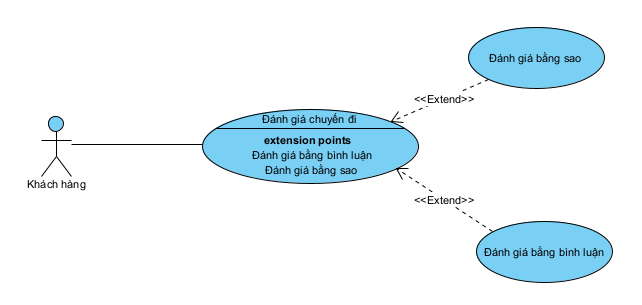 Đánh giá bằng sao
<<Extend>>
Đánh giá chuyến đi
extension points
Đánh giá bằng bình luận
Đánh giá bằng sao
Khách hàng
<<Extend>>
Đánh giá bằng bình luận